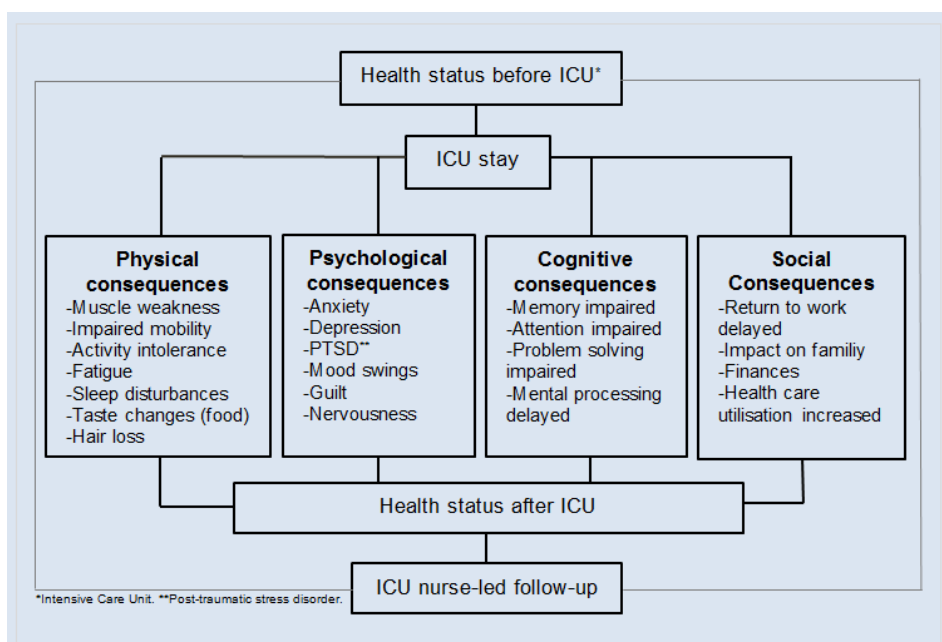 Health status before ICU*
ICU stay
Physical
consequences
-Muscle weakness
-Impaired mobility
-Activity intolerance
-Fatigue
-Sleep disturbances
-Taste changes (food)
-Hair loss
Psychological
consequences
-Anxiety
-Depression
-PTSD**
-Mood swings
-Guilt
-Nervousness
Cognitive
consequences
-Memory impaired
-Attention impaired
-Problem solving
impaired
-Mental processing
delayed
Social
Consequences
-Return to work
delayed
-Impact on familiy
-Finances
-Health care
utilisation increased
Health status after ICU
ICU nurse-led follow-up
*Intensive Care Unit. **Post-traumatic stress disorder.